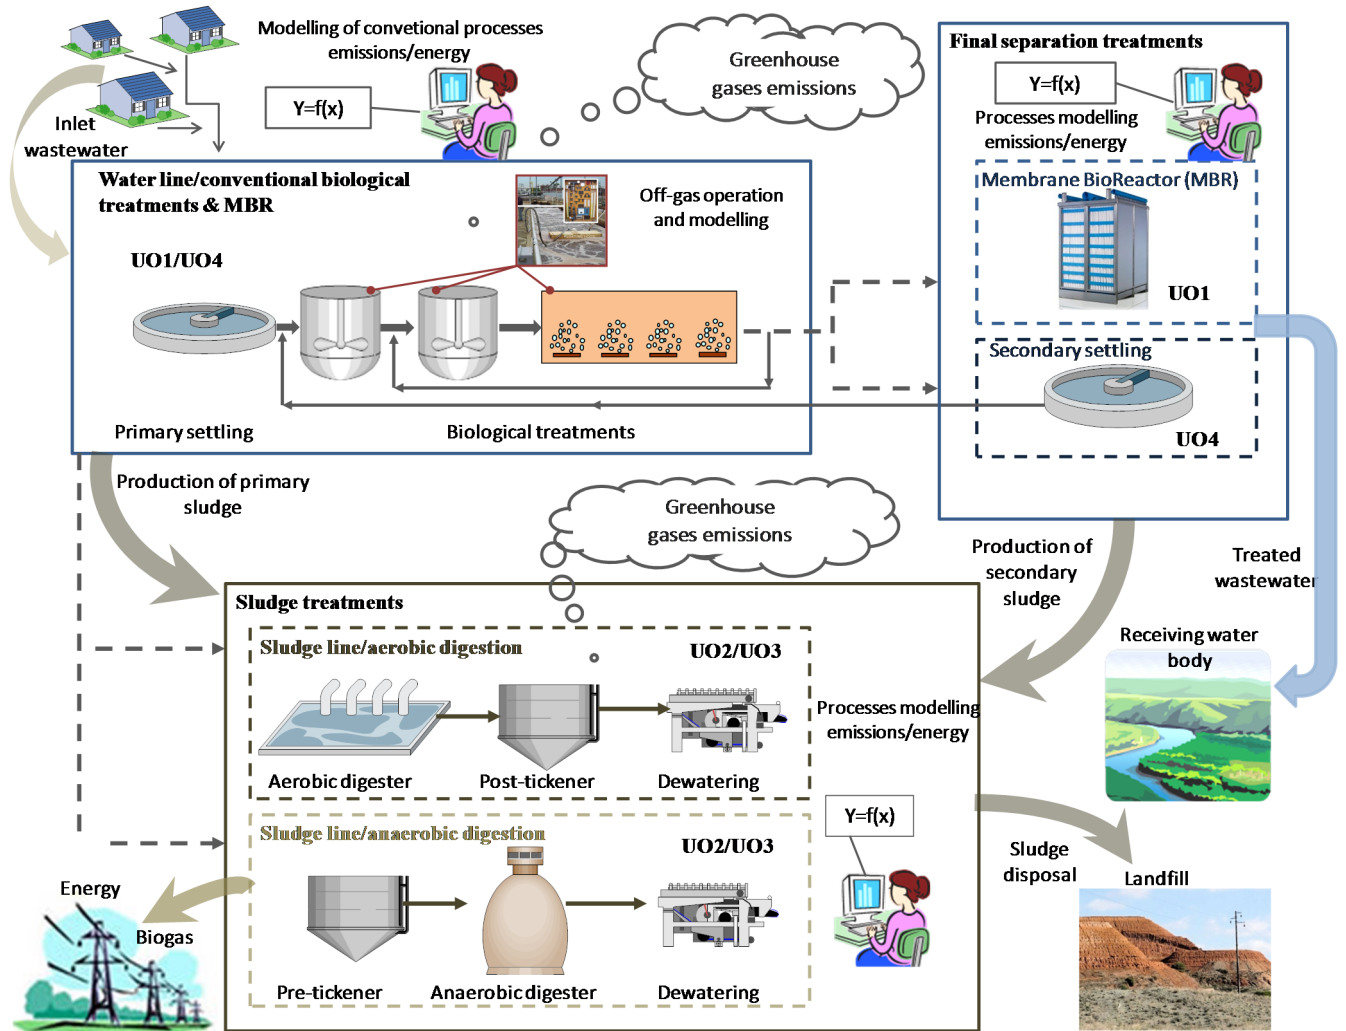 Modelling of convetional processes
emissions/energy
Y=f(x)
Greenhouse
gases emissions
Final separation treatments
Y=f(x)
Processes modelling
emissions/energy
Inlet
wastewater
Water line/conventional biological
treatments & MBR
Off-gas operation
and modelling
UO1/UO4
Membrane BioReactor (MBR)
UO1
Secondary settling
UO4
Primary settling
Biological treatments
Production of primary
sludge
Greenhouse
gases emissions
Production of
secondary
sludge
Treated
wastewater
Receiving water
body
Sludge treatments
Sludge line/aerobic digestion
UO2/UO3
Aerobic digester
Post-tickener
Dewatering
Processes modelling
emissions/energy
Y=f(x)
Sludge line/anaerobic digestion
UO2/UO3
Pre-tickener
Anaerobic digester
Dewatering
Energy
Biogas
Sludge
disposal
Landfill